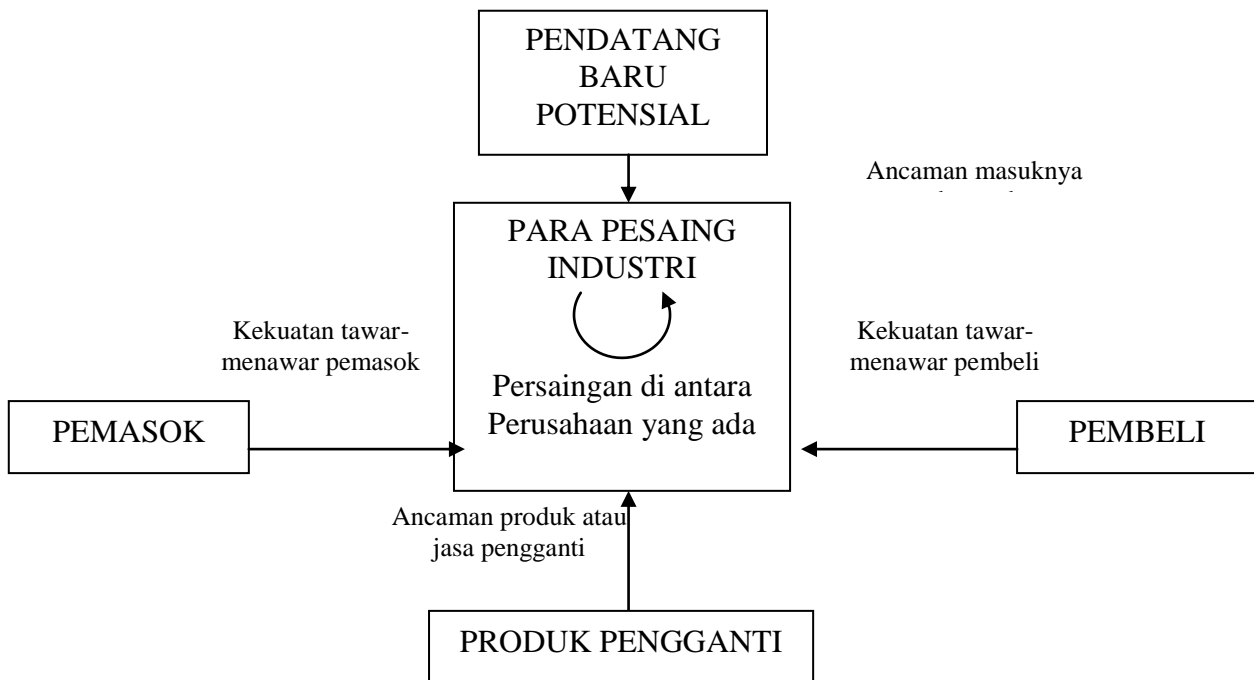 PENDATANG
BARU
POTENSIAL
Ancaman masuknya
PARA PESAING
INDUSTRI
Kekuatan tawar-
menawar pemasok
Kekuatan tawar-
menawar pembeli
Persaingan di antara
Perusahaan yang ada
PEMASOK
PEMBELI
Ancaman produk atau
jasa pengganti
PRODUK PENGGANTI